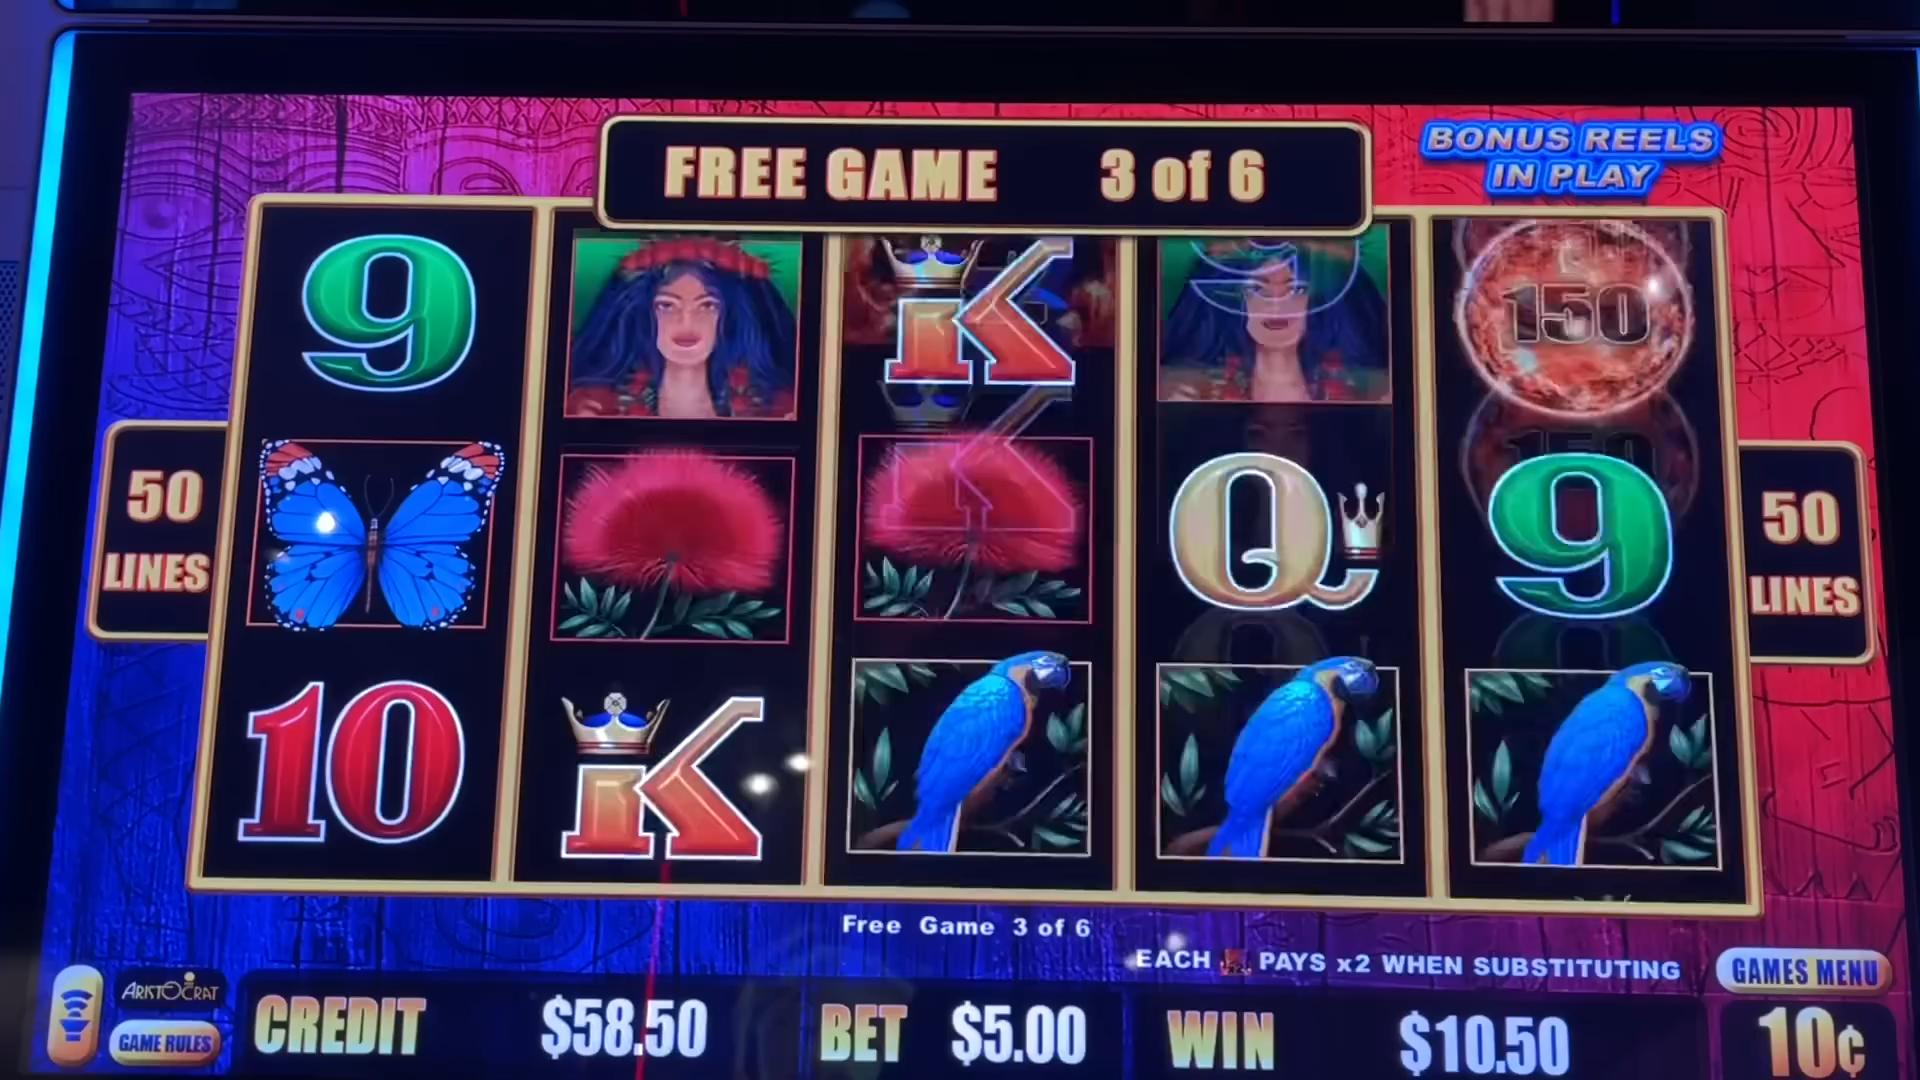 FREE GAME 3 of 6
BONUS REELS
IN PLAY
9
K
150
50
LINES
Q
9
50
LINES
10
K
Free Game 3 of 6
EACH PAYS x2 WHEN SUBSTITUTING
GAMES MENU
ARISTOCRAT
GAME RULES
CREDIT $58.50
BET $5.00
WIN $10.50
10¢